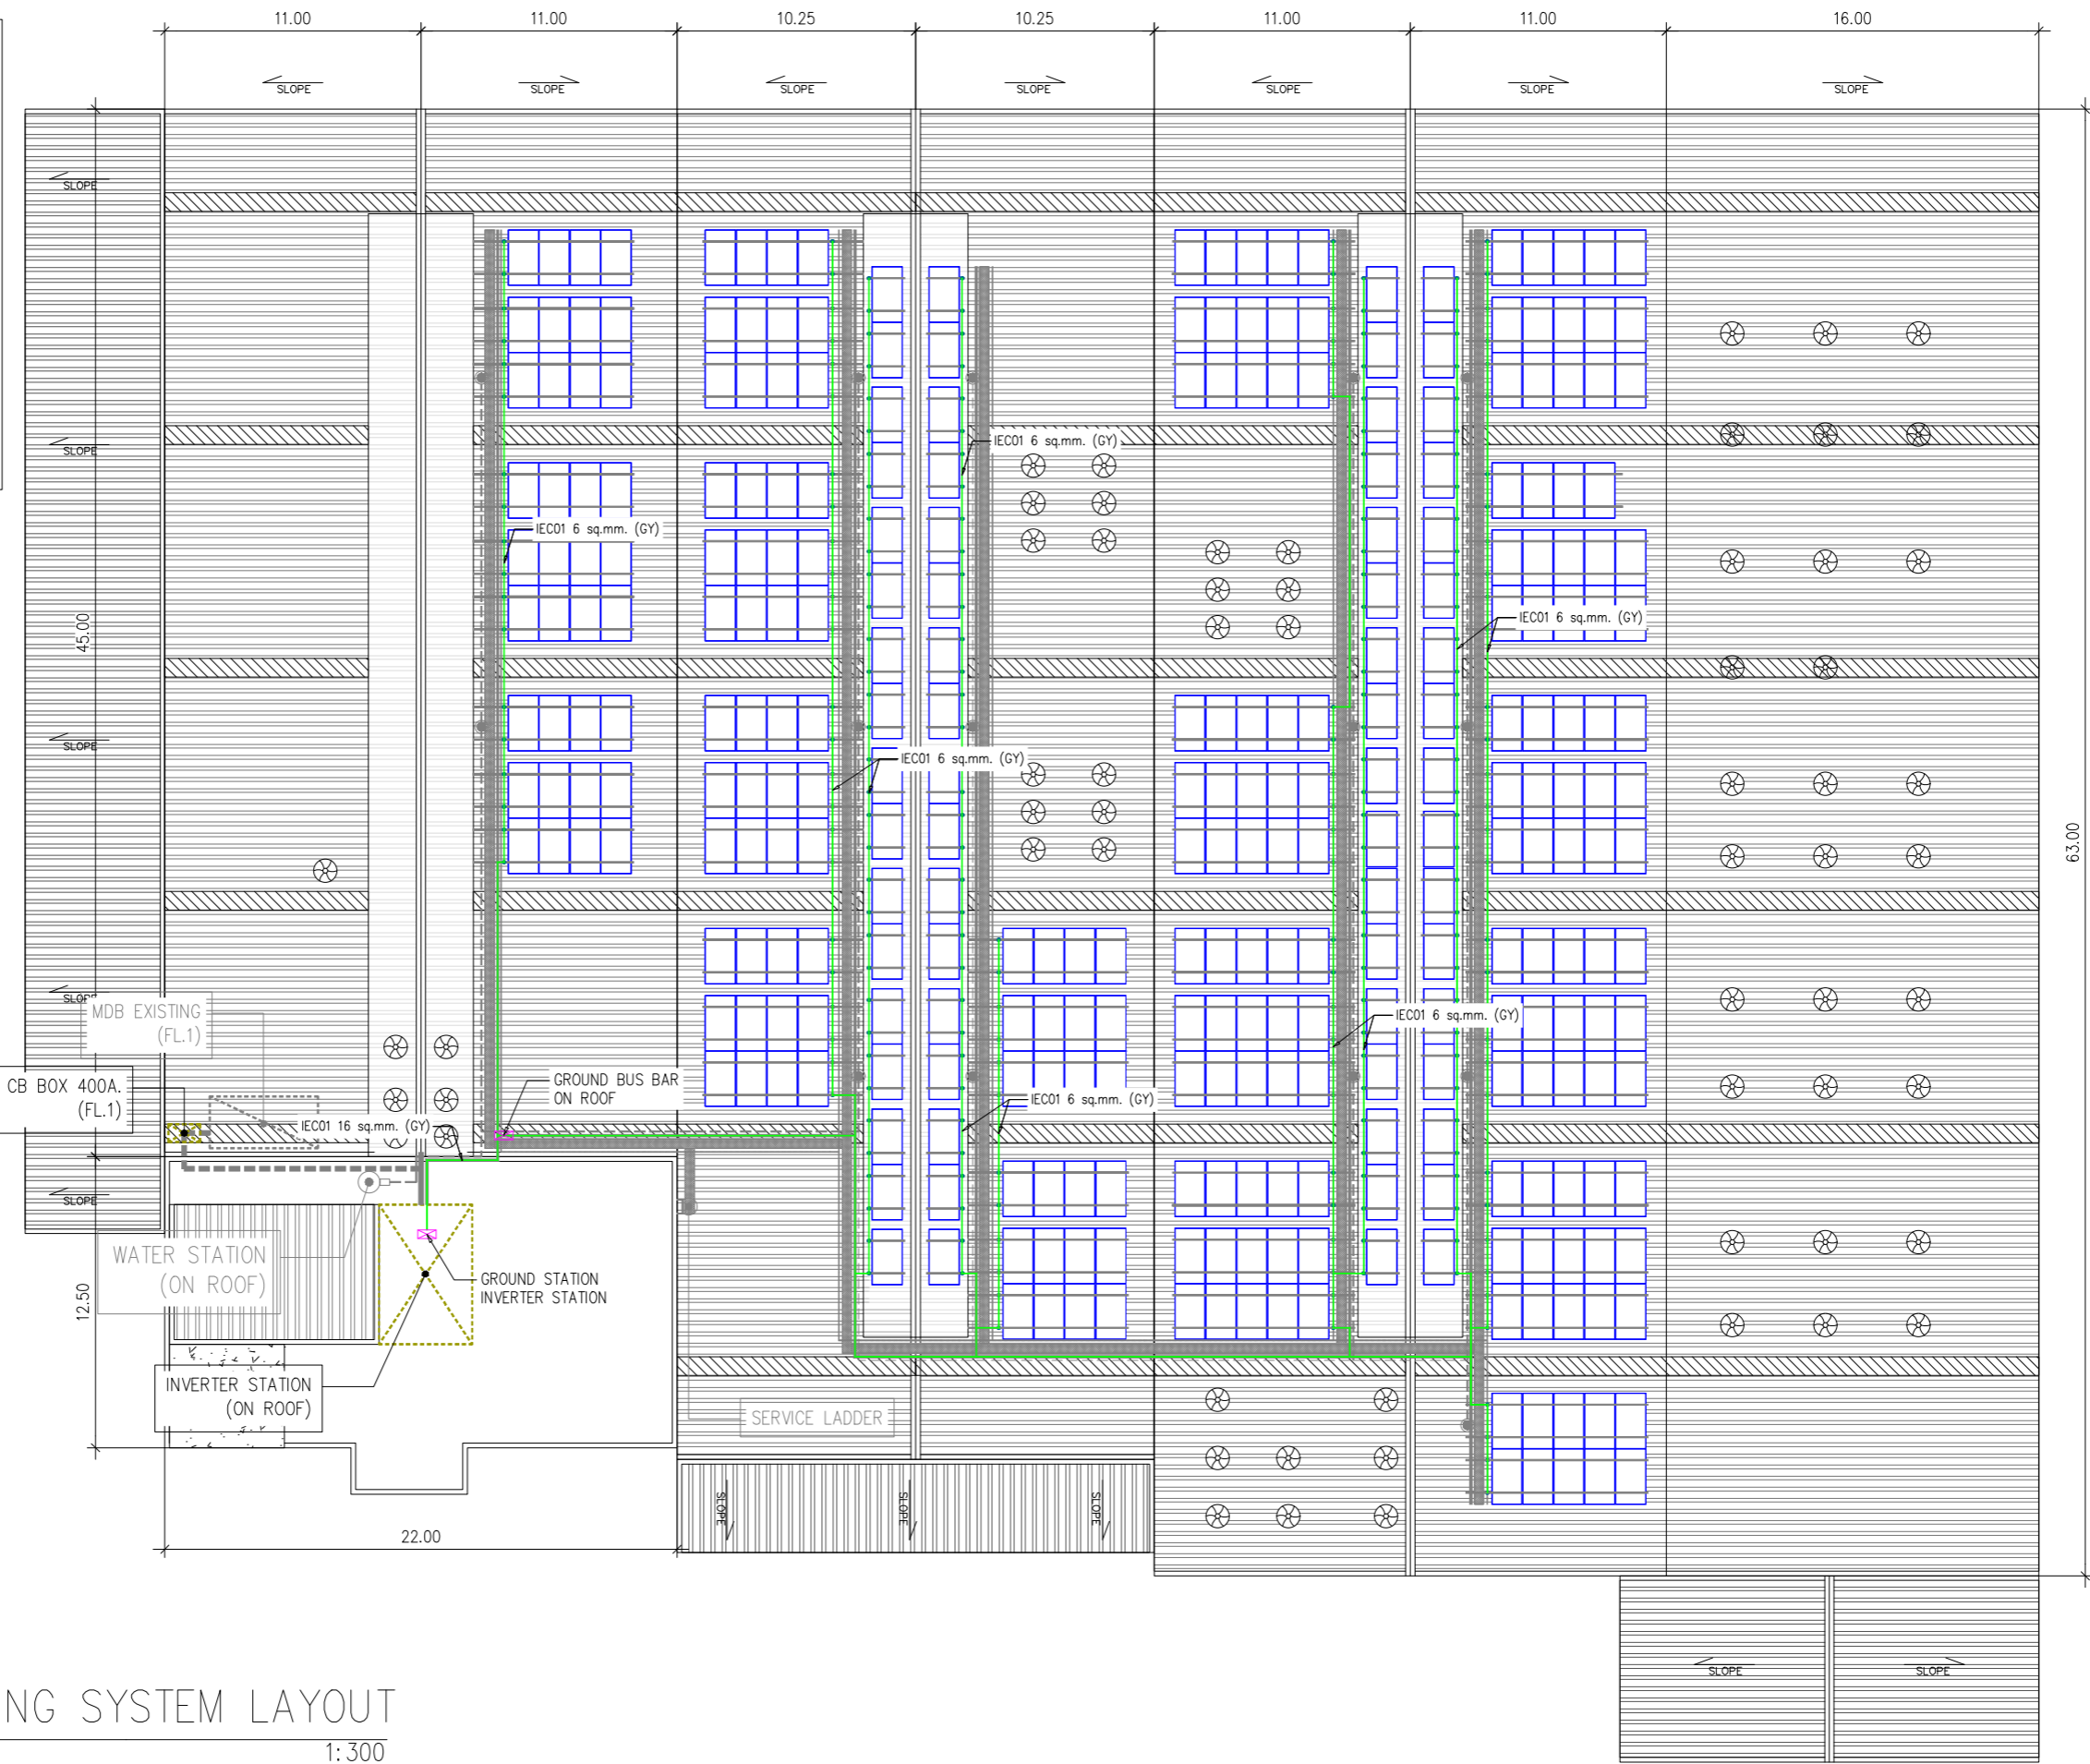 11.00 11.00 10.25 10.25 11.00 11.00 16.00
SLOPE SLOPE SLOPE SLOPE SLOPE SLOPE SLOPE
SLOPE
IEC01 6 sq.mm. (GY)
SLOPE
IEC01 6 sq.mm. (GY)
45.00
IEC01 6 sq.mm. (GY)
SLOPE
IEC01 6 sq.mm. (GY)
63.00
SLOPE
MDB EXISTING
(FL.1)
IEC01 6 sq.mm. (GY)
CB BOX 400A.
(FL.1)
GROUND BUS BAR
ON ROOF
IEC01 6 sq.mm. (GY)
IEC01 16 sq.mm. (GY)
SLOPE
WATER STATION
(ON ROOF)
GROUND STATION
INVERTER STATION
12.50
INVERTER STATION
(ON ROOF)
SERVICE LADDER
SLOPE SLOPE SLOPE
22.00
SLOPE SLOPE
NG SYSTEM LAYOUT
1:300